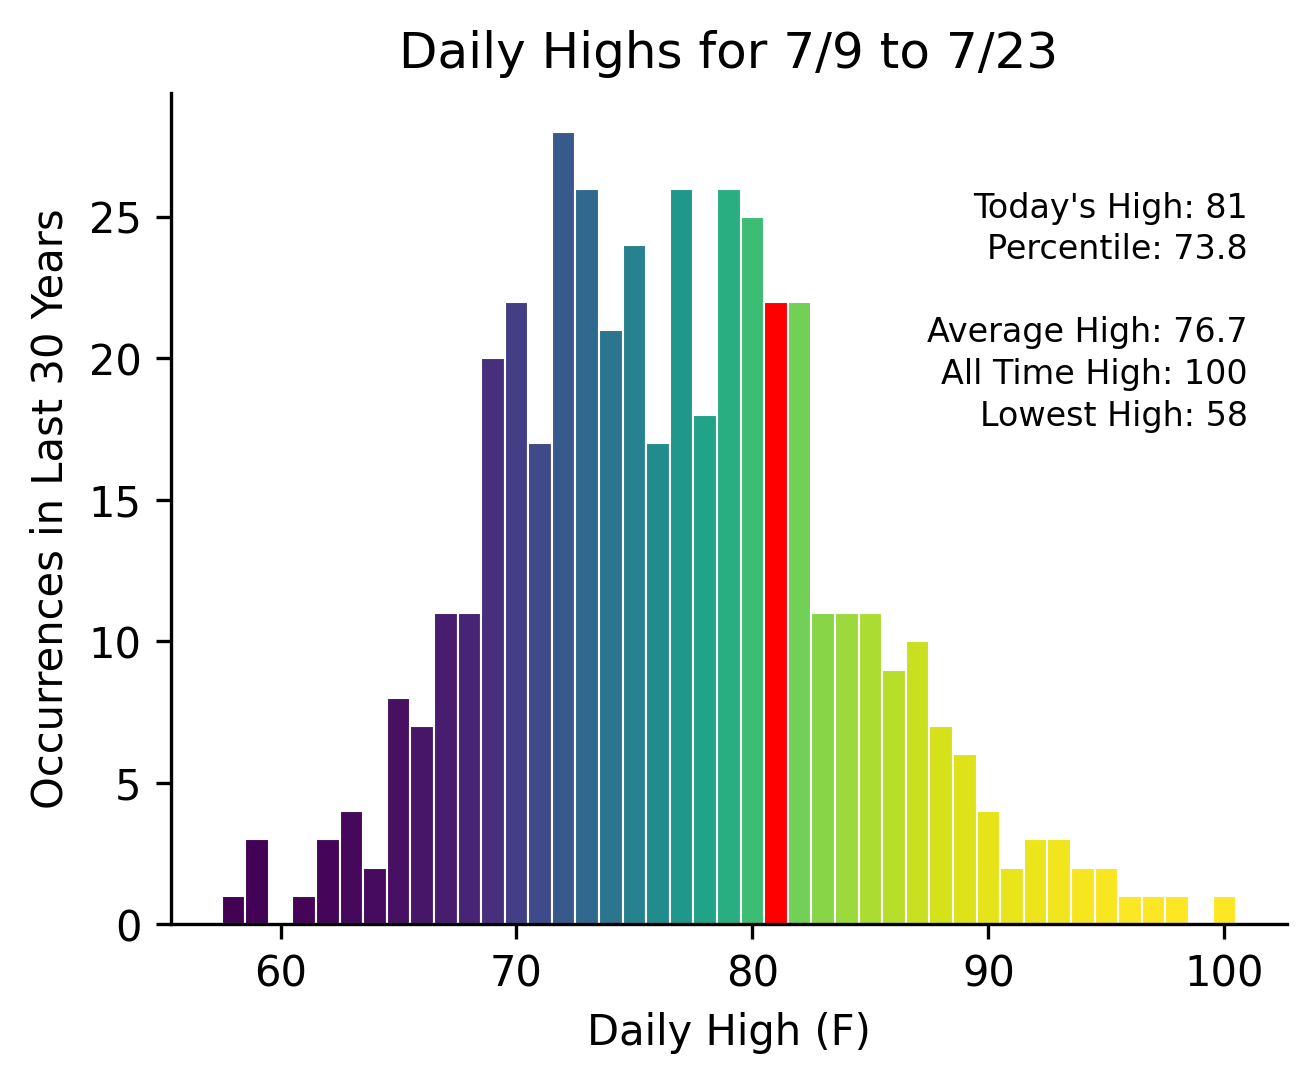 Daily Highs for 7/9 to 7/23
Today's High: 81
Percentile: 73.8
Average High: 76.7
All Time High: 100
Lowest High: 58
Occurrences in Last 30 Years
25
20
15
10
5
0
60 70 80 90 100
Daily High (F)